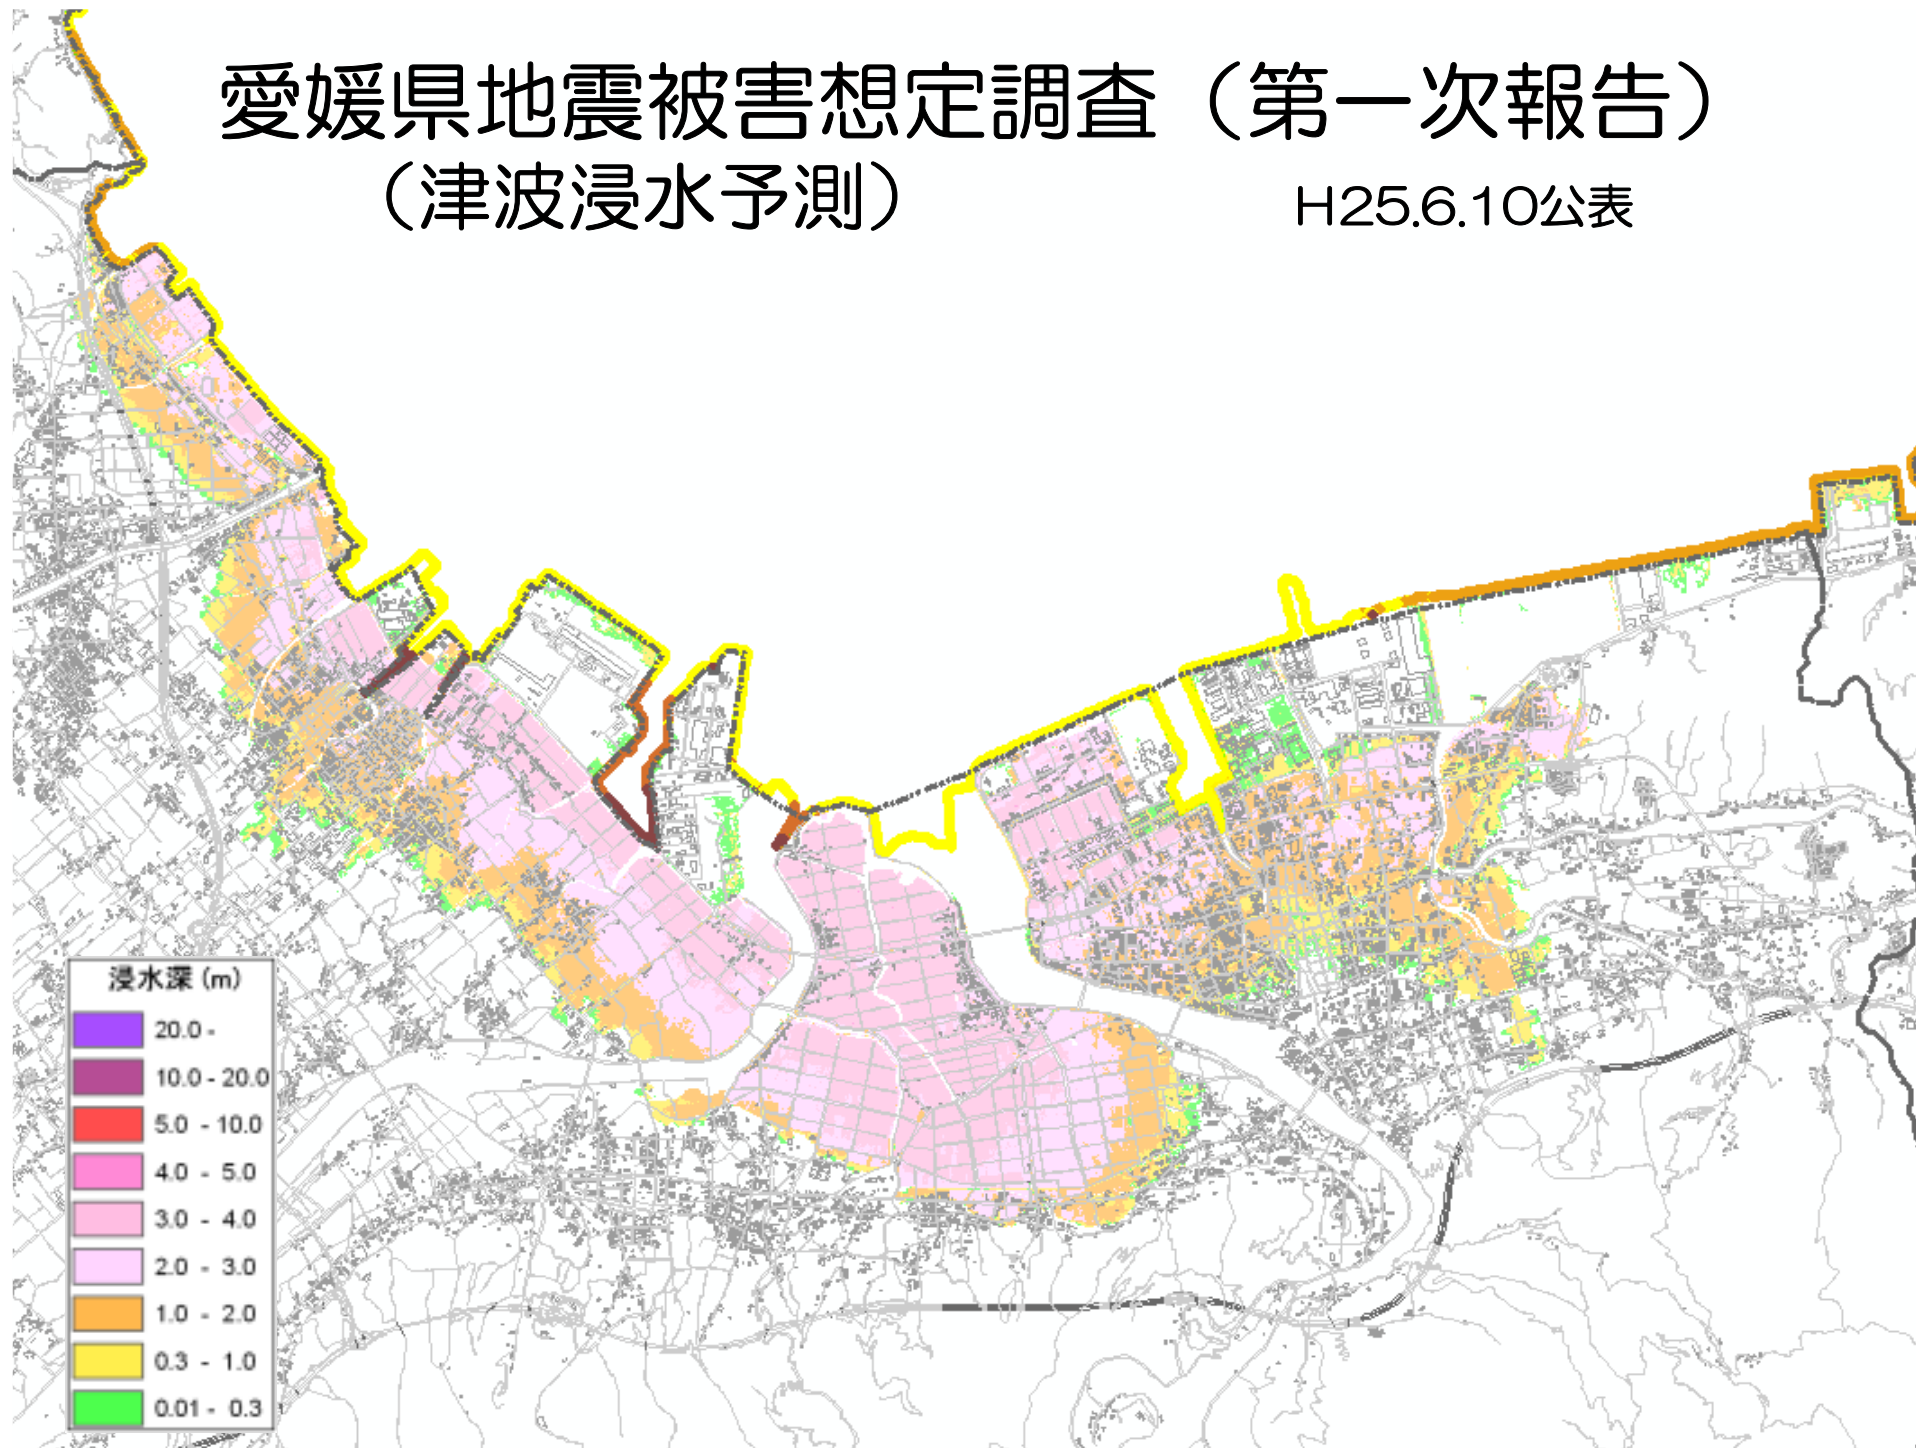 愛媛県地震被害想定調査（第一次報告）
（津波浸水予測）
H25.6.10公表
浸水深(m)
20.0 -
10.0 - 20.0
5.0 - 10.0
4.0 - 5.0
3.0 - 4.0
2.0 - 3.0
1.0 - 2.0
0.3 - 1.0
0.01 - 0.3